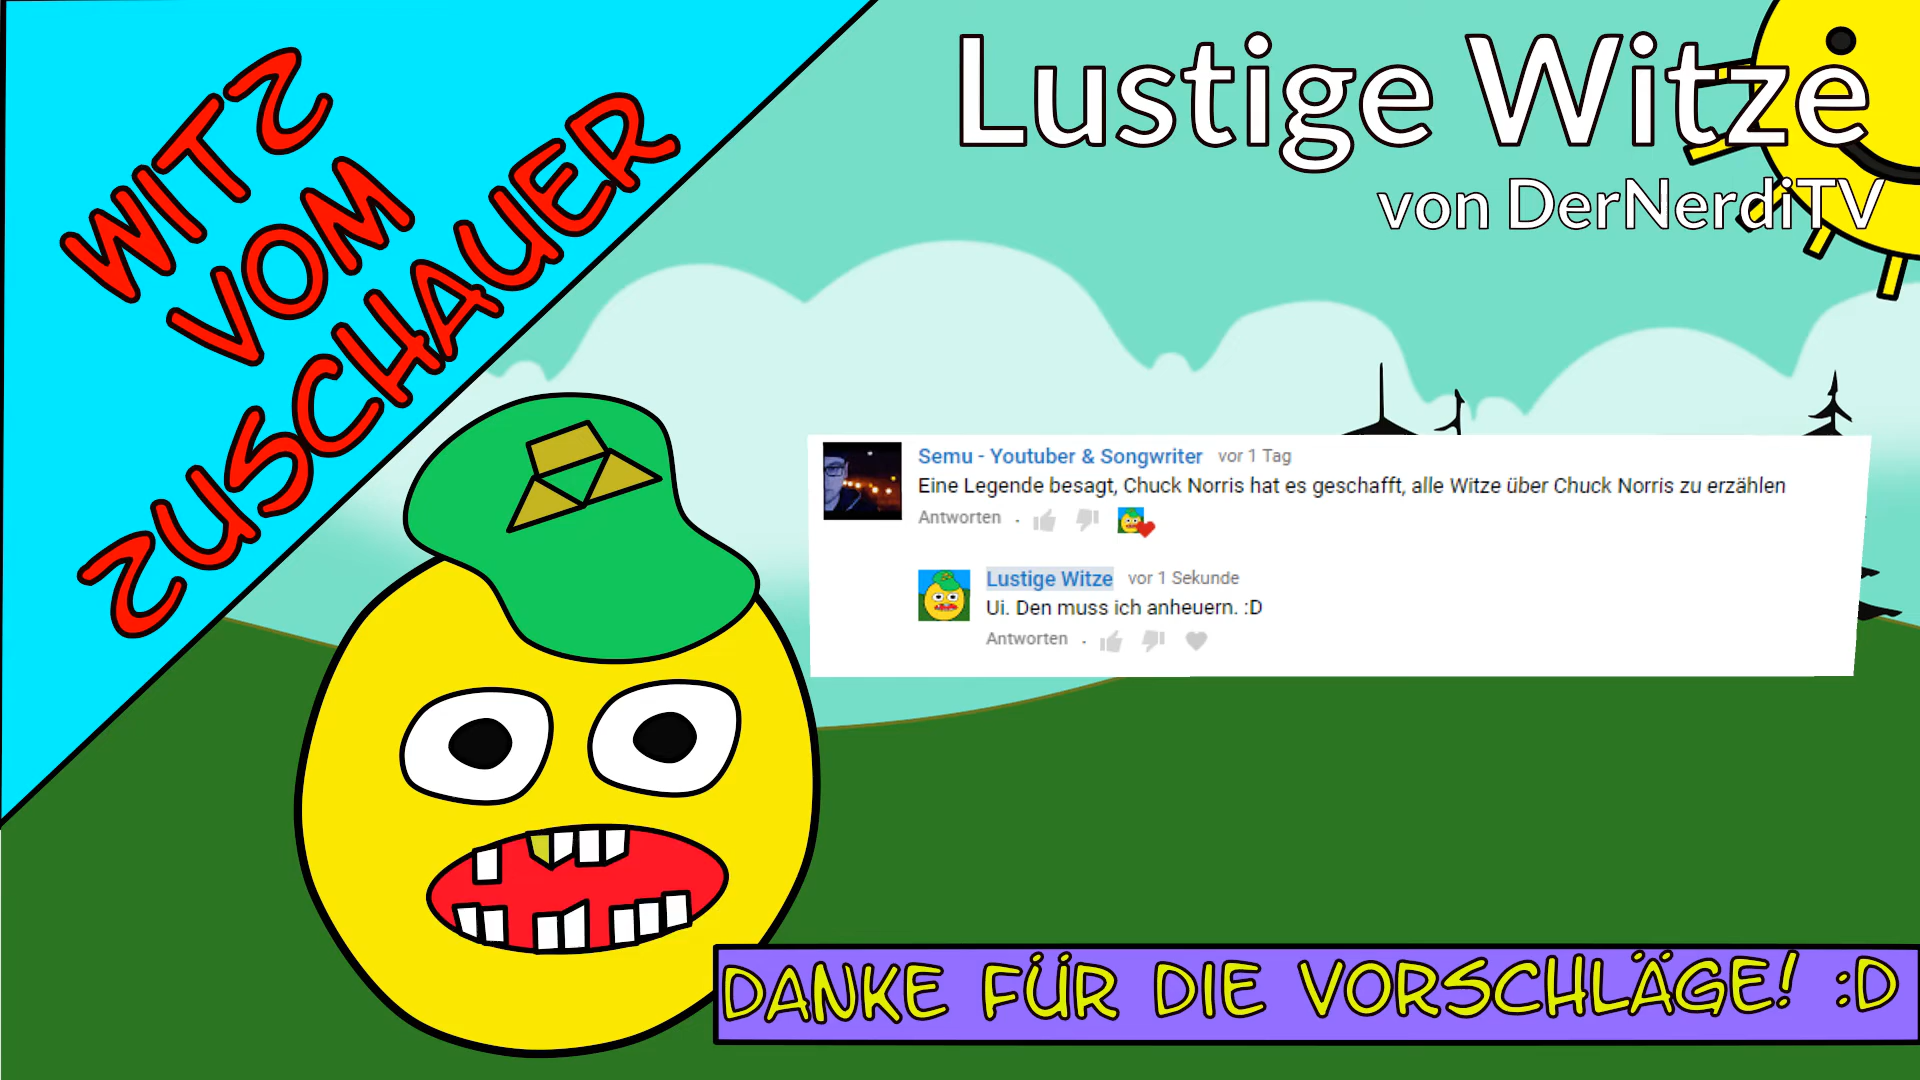 WITZ
VOM
ZUSCHAUER
Lustige Witze
von DerNerdiTV
Semu - Youtuber & Songwriter vor 1 Tag
Eine Legende besagt, Chuck Norris hat es geschafft, alle Witze über Chuck Norris zu erzählen
Antworten
Lustige Witze vor 1 Sekunde
Ui. Den muss ich anheuern. :D
Antworten
DANKE FÜR DIE VORSCHLÄGE! :D